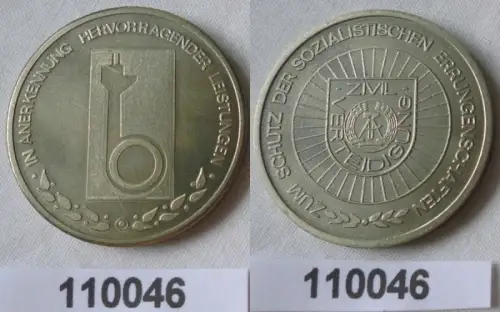 IN ANERKENNUNG HERVORRAGENDER LEISTUNGEN
110046
ZUM SCHUTZ DER SOZIALISTISCHEN ERRUNGENSCHAFTEN
ZIVIL
VERTEIDIGUNG
110046